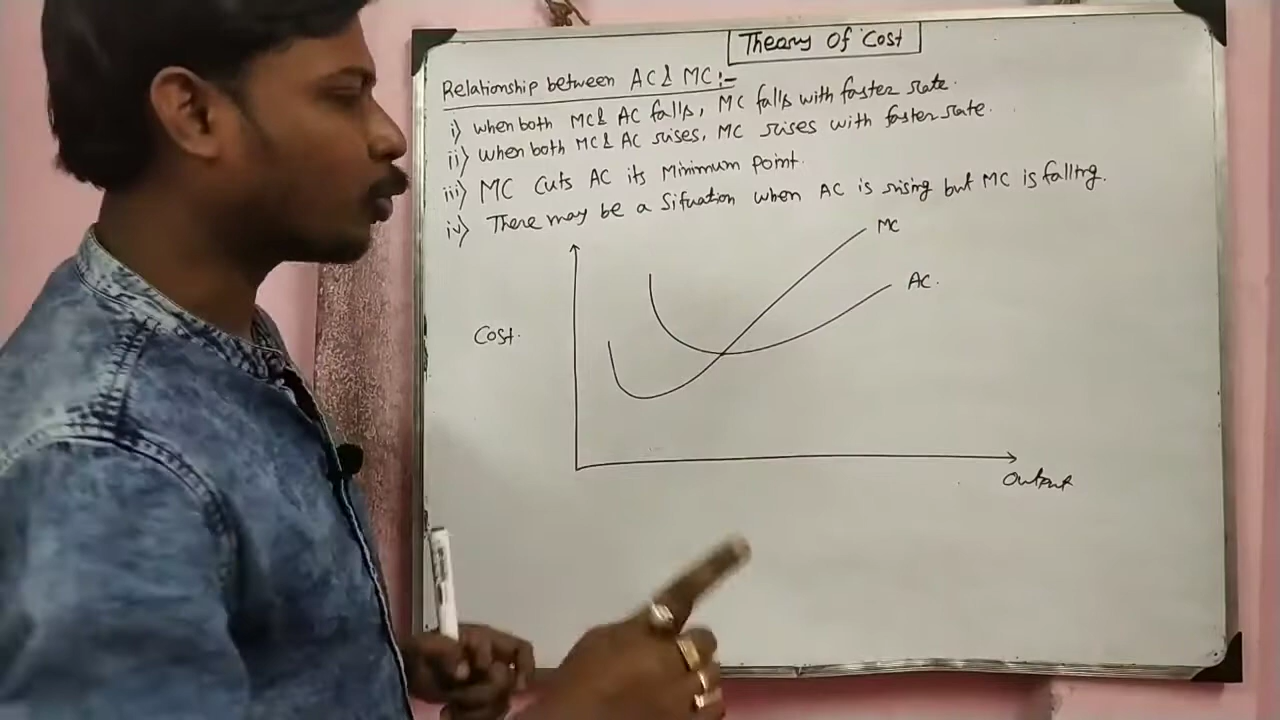 Theory Of Cost
Relationship between AC & MC :-
i) when both MC & AC falls, MC falls with faster rate.
ii) when both MC & AC rises, MC rises with faster rate.
iii) MC cuts AC its Minimum point.
iv) There may be a Situation when AC is rising but MC is falling.
MC
AC.
Cost.
Output